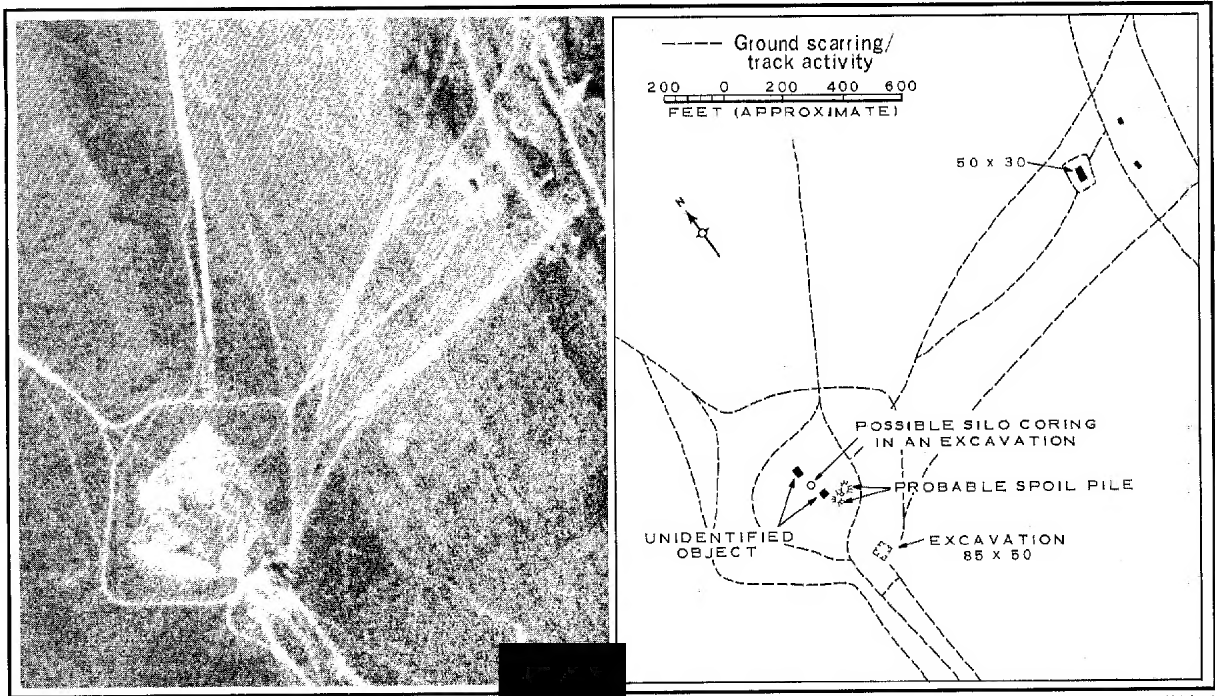 Ground scarring/
track activity
200 0 200 400 600
FEET (APPROXIMATE)
50 x 30
N
POSSIBLE SILO CORING
IN AN EXCAVATION
PROBABLE SPOIL PILE
UNIDENTIFIED
OBJECT
EXCAVATION
85 x 50